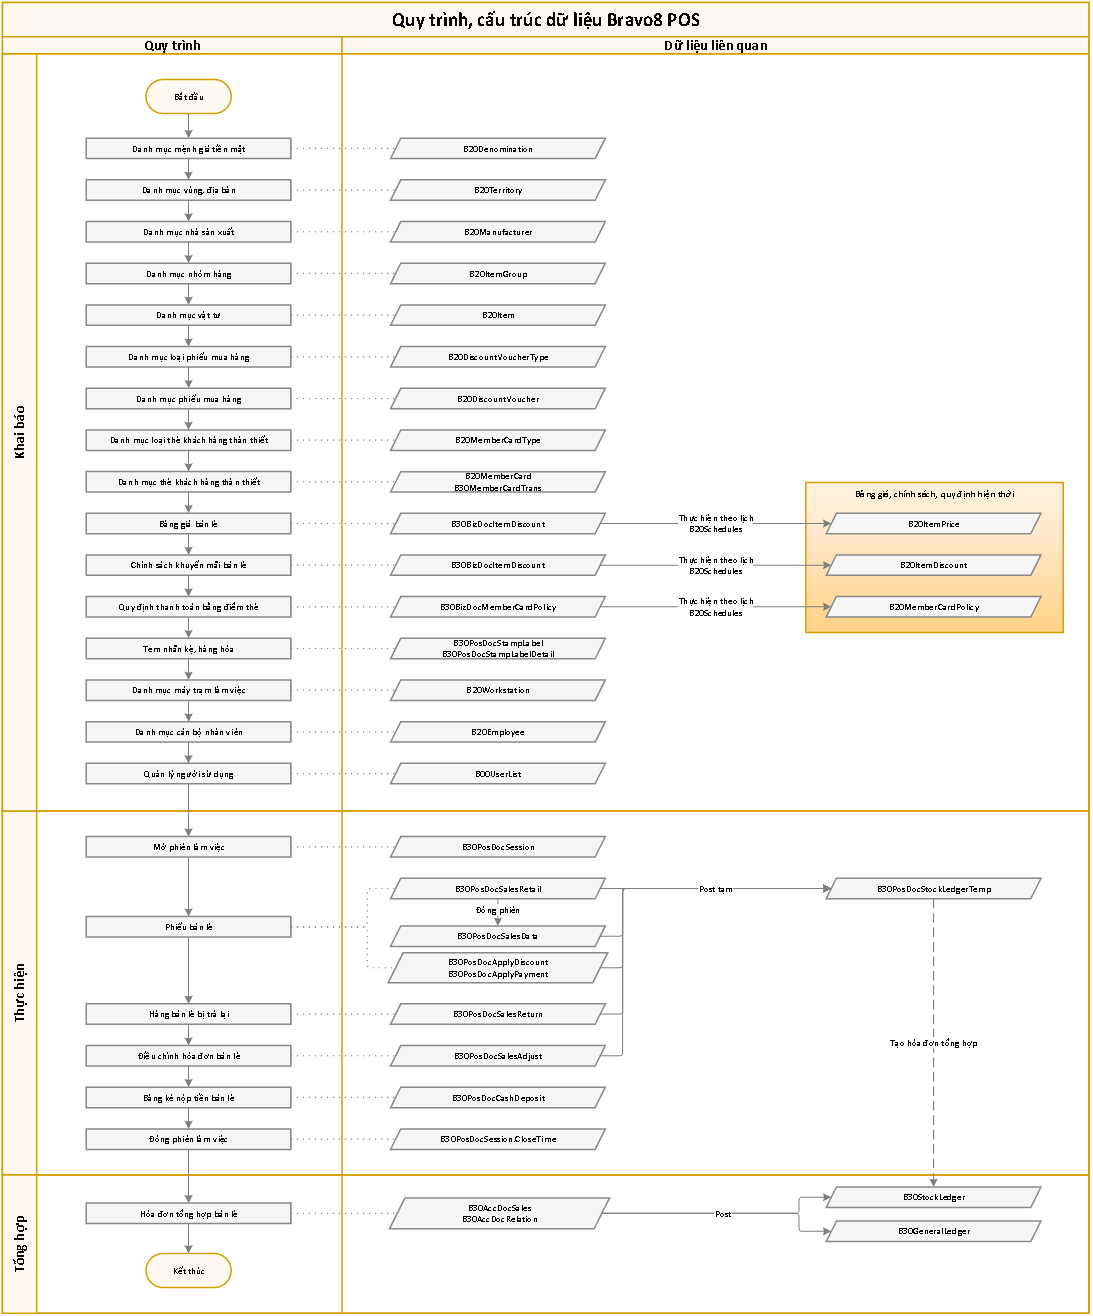 Quy trình, cấu trúc dữ liệu Bravo8 POS
Quy trình
Dữ liệu liên quan
Khai báo
Bắt đầu
Danh mục mệnh giá tiền mặt
B20Denomination
Danh mục vùng, địa bàn
B20Territory
Danh mục nhà sản xuất
B20Manufacturer
Danh mục nhóm hàng
B20ItemGroup
Danh mục vật tư
B20Item
Danh mục loại phiếu mua hàng
B20DiscountVoucherType
Danh mục phiếu mua hàng
B20DiscountVoucher
Danh mục loại thẻ khách hàng thân thiết
B20MemberCardType
Danh mục thẻ khách hàng thân thiết
B20MemberCard
B30MemberCardTrans
Bảng giá, chính sách, quy định hiện thời
Bảng giá bán lẻ
B30BizDocItemDiscount
Thực hiện theo lịch
B20Schedules
B20ItemPrice
Chính sách khuyến mãi bán lẻ
B30BizDocItemDiscount
Thực hiện theo lịch
B20Schedules
B20ItemDiscount
Quy định thanh toán bằng điểm thẻ
B30BizDocMemberCardPolicy
Thực hiện theo lịch
B20Schedules
B20MemberCardPolicy
Tem nhãn kệ, hàng hóa
B30PosDocStampLabel
B30PosDocStampLabelDetail
Danh mục máy trạm làm việc
B20Workstation
Danh mục cán bộ nhân viên
B20Employee
Quản lý người sử dụng
B00UserList
Thực hiện
Mở phiên làm việc
B30PosDocSession
B30PosDocSalesRetail
Post tạm
B30PosDocStockLedgerTemp
Đóng phiên
Phiếu bán lẻ
B30PosDocSalesData
B30PosDocApplyDiscount
B30PosDocApplyPayment
Hàng bán lẻ bị trả lại
B30PosDocSalesReturn
Tạo hóa đơn tổng hợp
Điều chỉnh hóa đơn bán lẻ
B30PosDocSalesAdjust
Bảng kê nộp tiền bán lẻ
B30PosDocCashDeposit
Đóng phiên làm việc
B30PosDocSession.CloseTime
Tổng hợp
Hóa đơn tổng hợp bán lẻ
B30AccDocSales
B30AccDocRelation
Post
B30StockLedger
B30GeneralLedger
Kết thúc